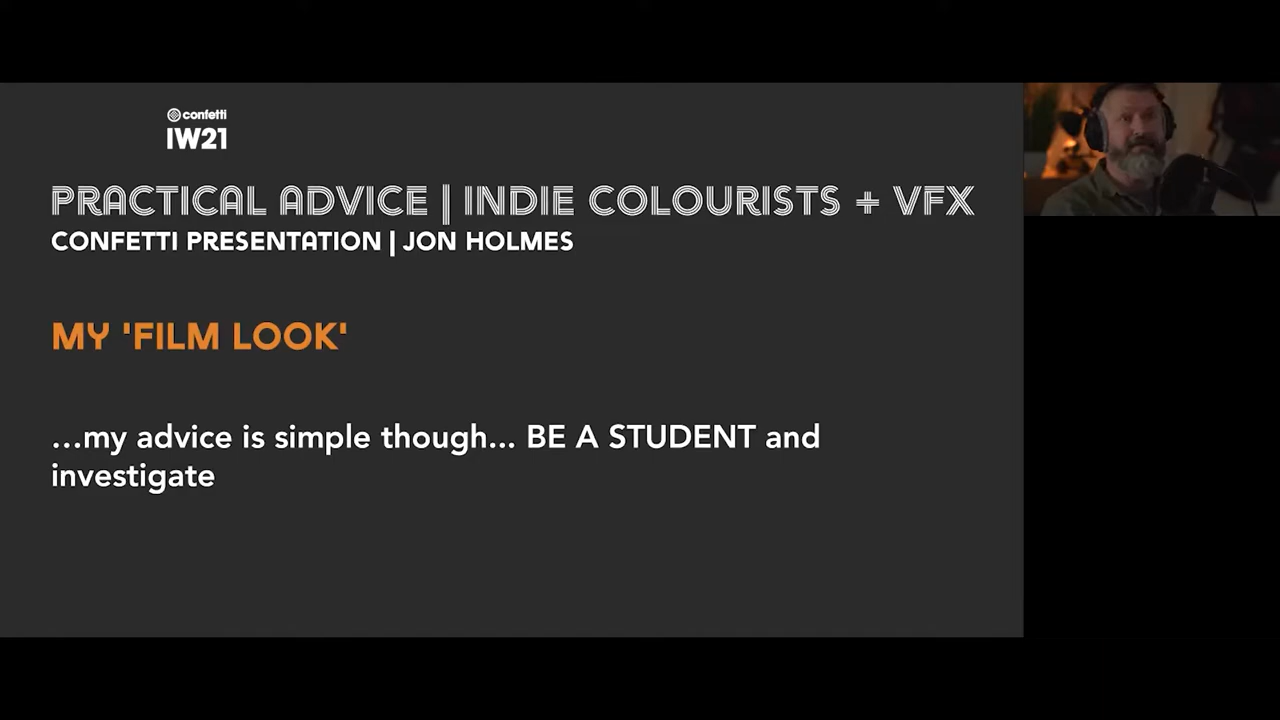 confetti
IW21
PRACTICAL ADVICE | INDIE COLOURISTS + VFX
CONFETTI PRESENTATION | JON HOLMES
MY 'FILM LOOK'
...my advice is simple though... BE A STUDENT and
investigate